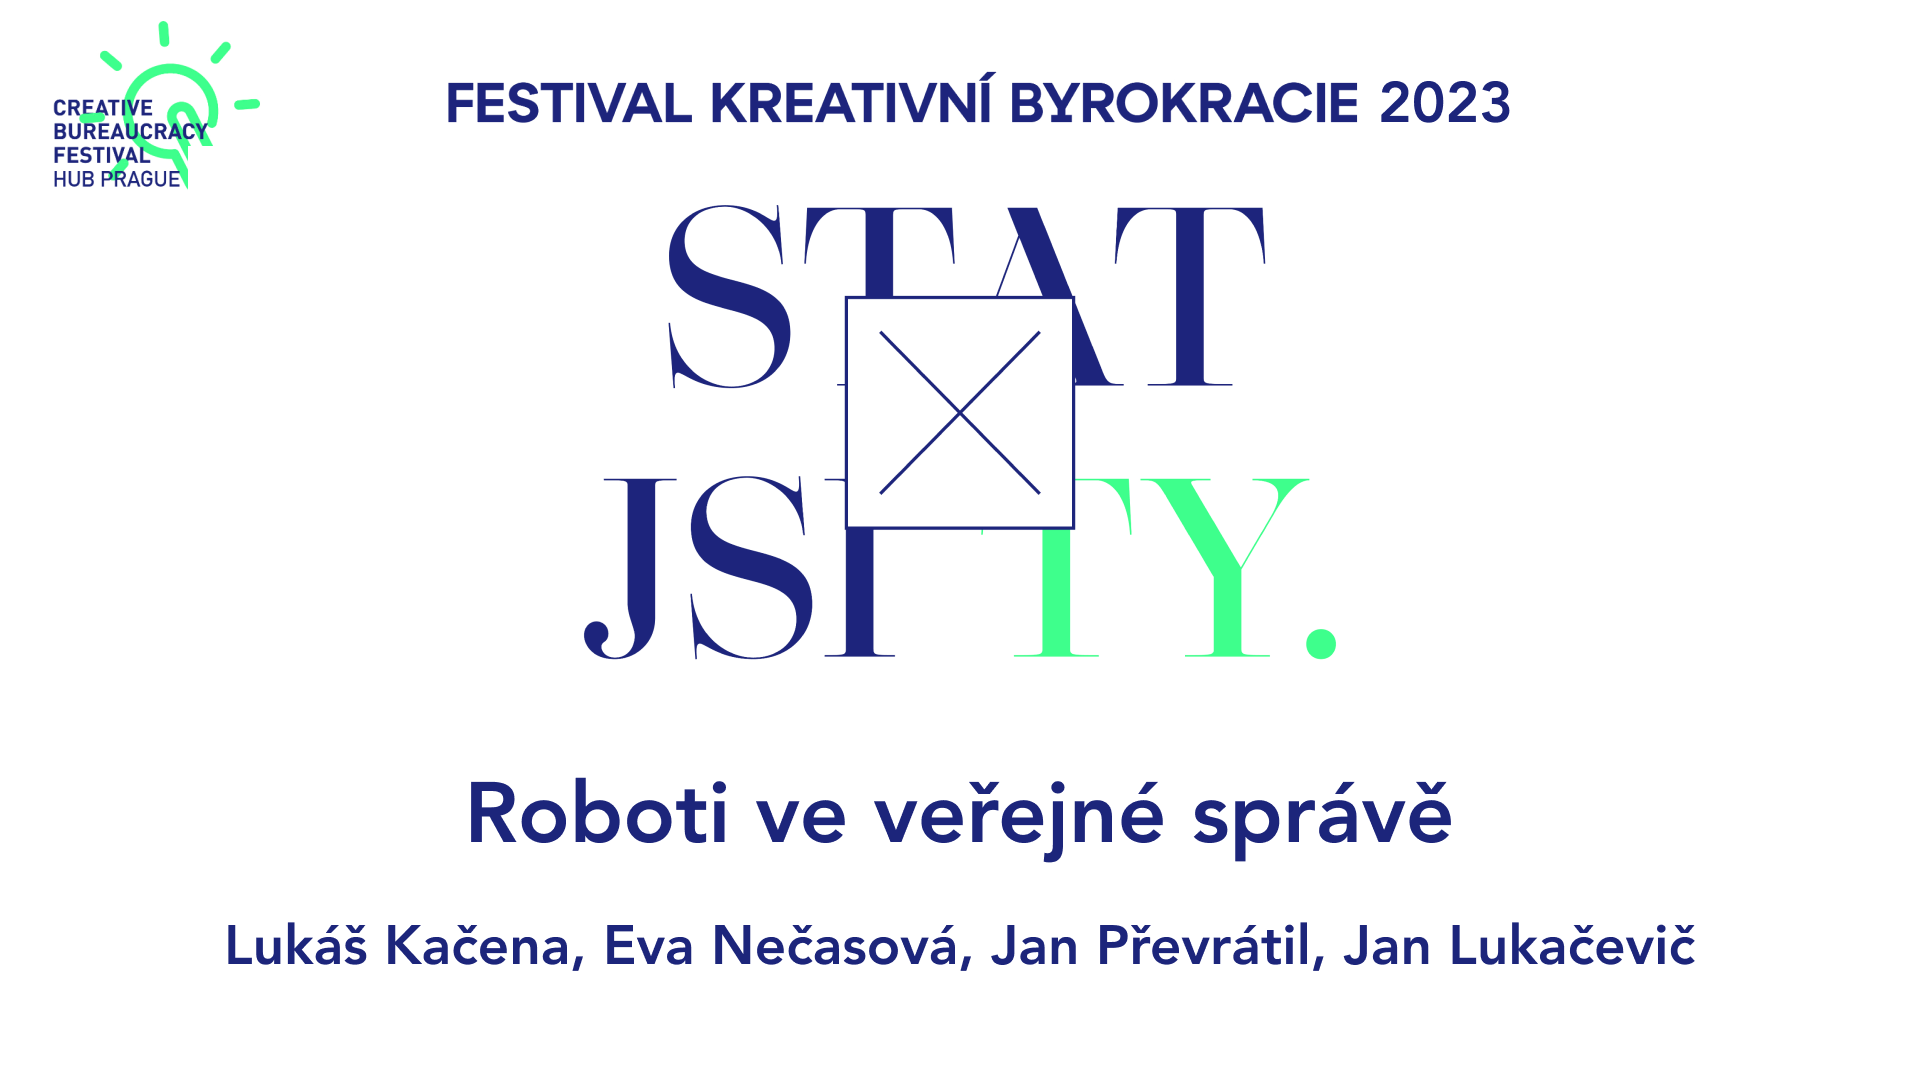 CREATIVE
BUREAUCRACY
FESTIVAL
HUB PRAGUE
FESTIVAL KREATIVNÍ BYROKRACIE 2023
STAT
JSI TY.
Roboti ve veřejné správě
Lukáš Kačena, Eva Nečasová, Jan Převrátil, Jan Lukačevič